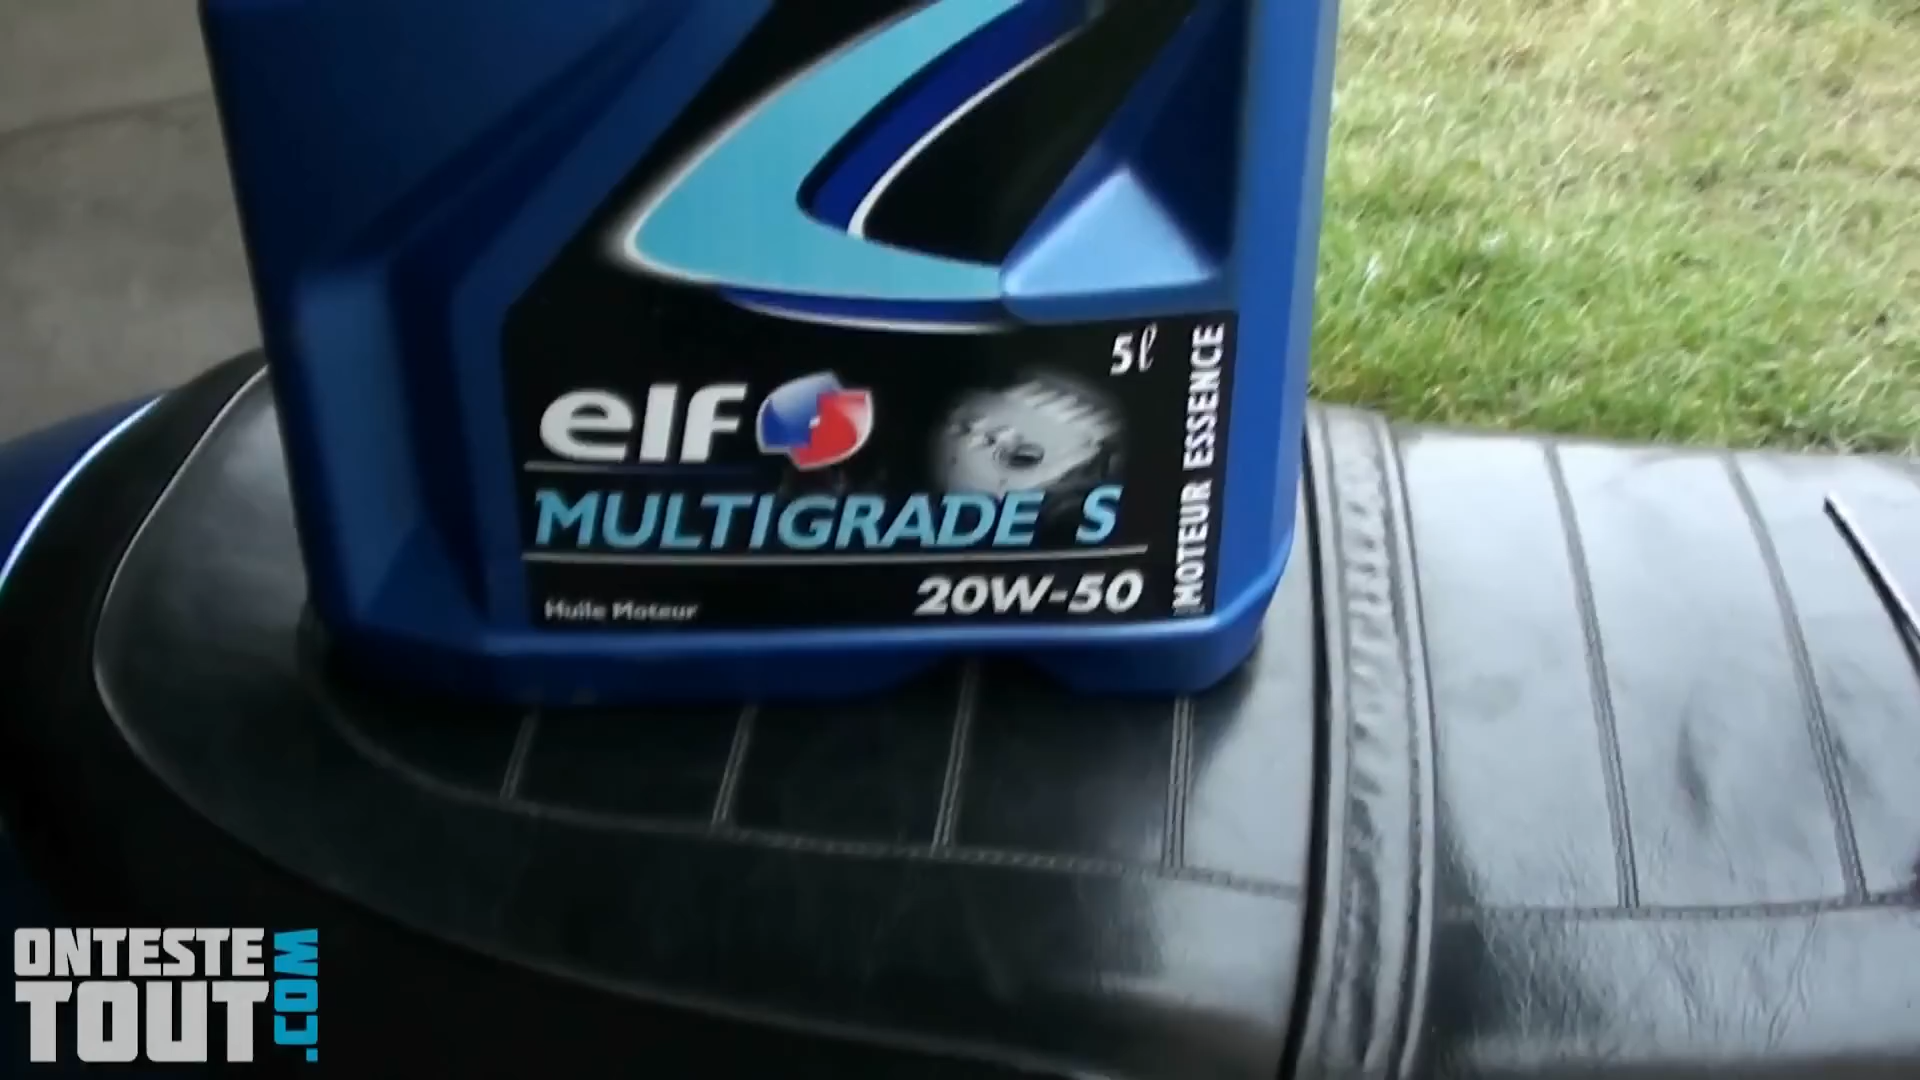 5ℓ
elf
MULTIGRADE S
20W-50
Huile Moteur
MOTEUR ESSENCE
ONTESTE
TOUT
.COM